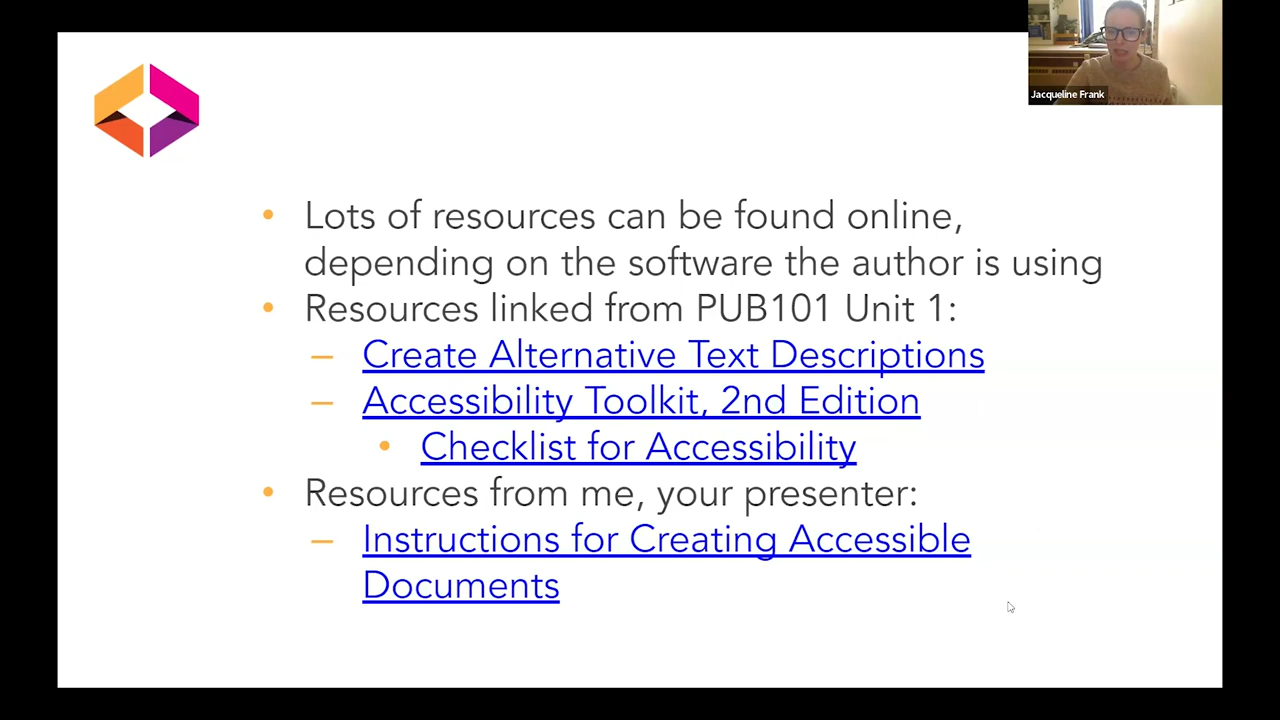 Jacqueline Frank
• Lots of resources can be found online,
depending on the software the author is using
• Resources linked from PUB101 Unit 1:
– Create Alternative Text Descriptions
– Accessibility Toolkit, 2nd Edition
• Checklist for Accessibility
• Resources from me, your presenter:
– Instructions for Creating Accessible
Documents